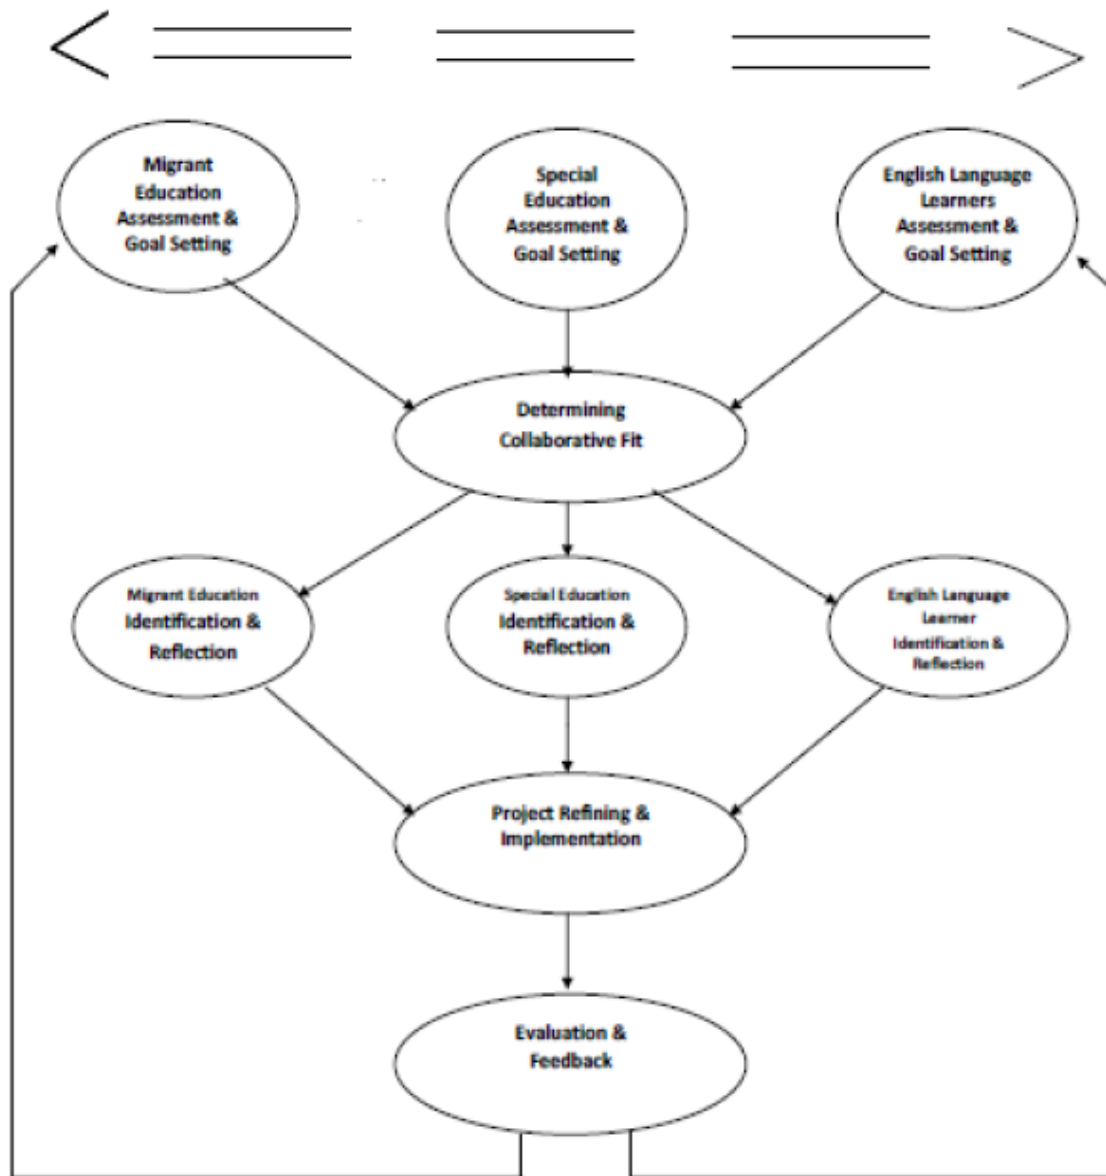 Migrant
Education
Assessment &
Goal Setting
Special
Education
Assessment &
Goal Setting
English Language
Learners
Assessment &
Goal Setting
Determining
Collaborative Fit
Migrant Education
Identification &
Reflection
Special Education
Identification &
Reflection
English Language
Learner
Identification &
Reflection
Project Refining &
Implementation
Evaluation &
Feedback